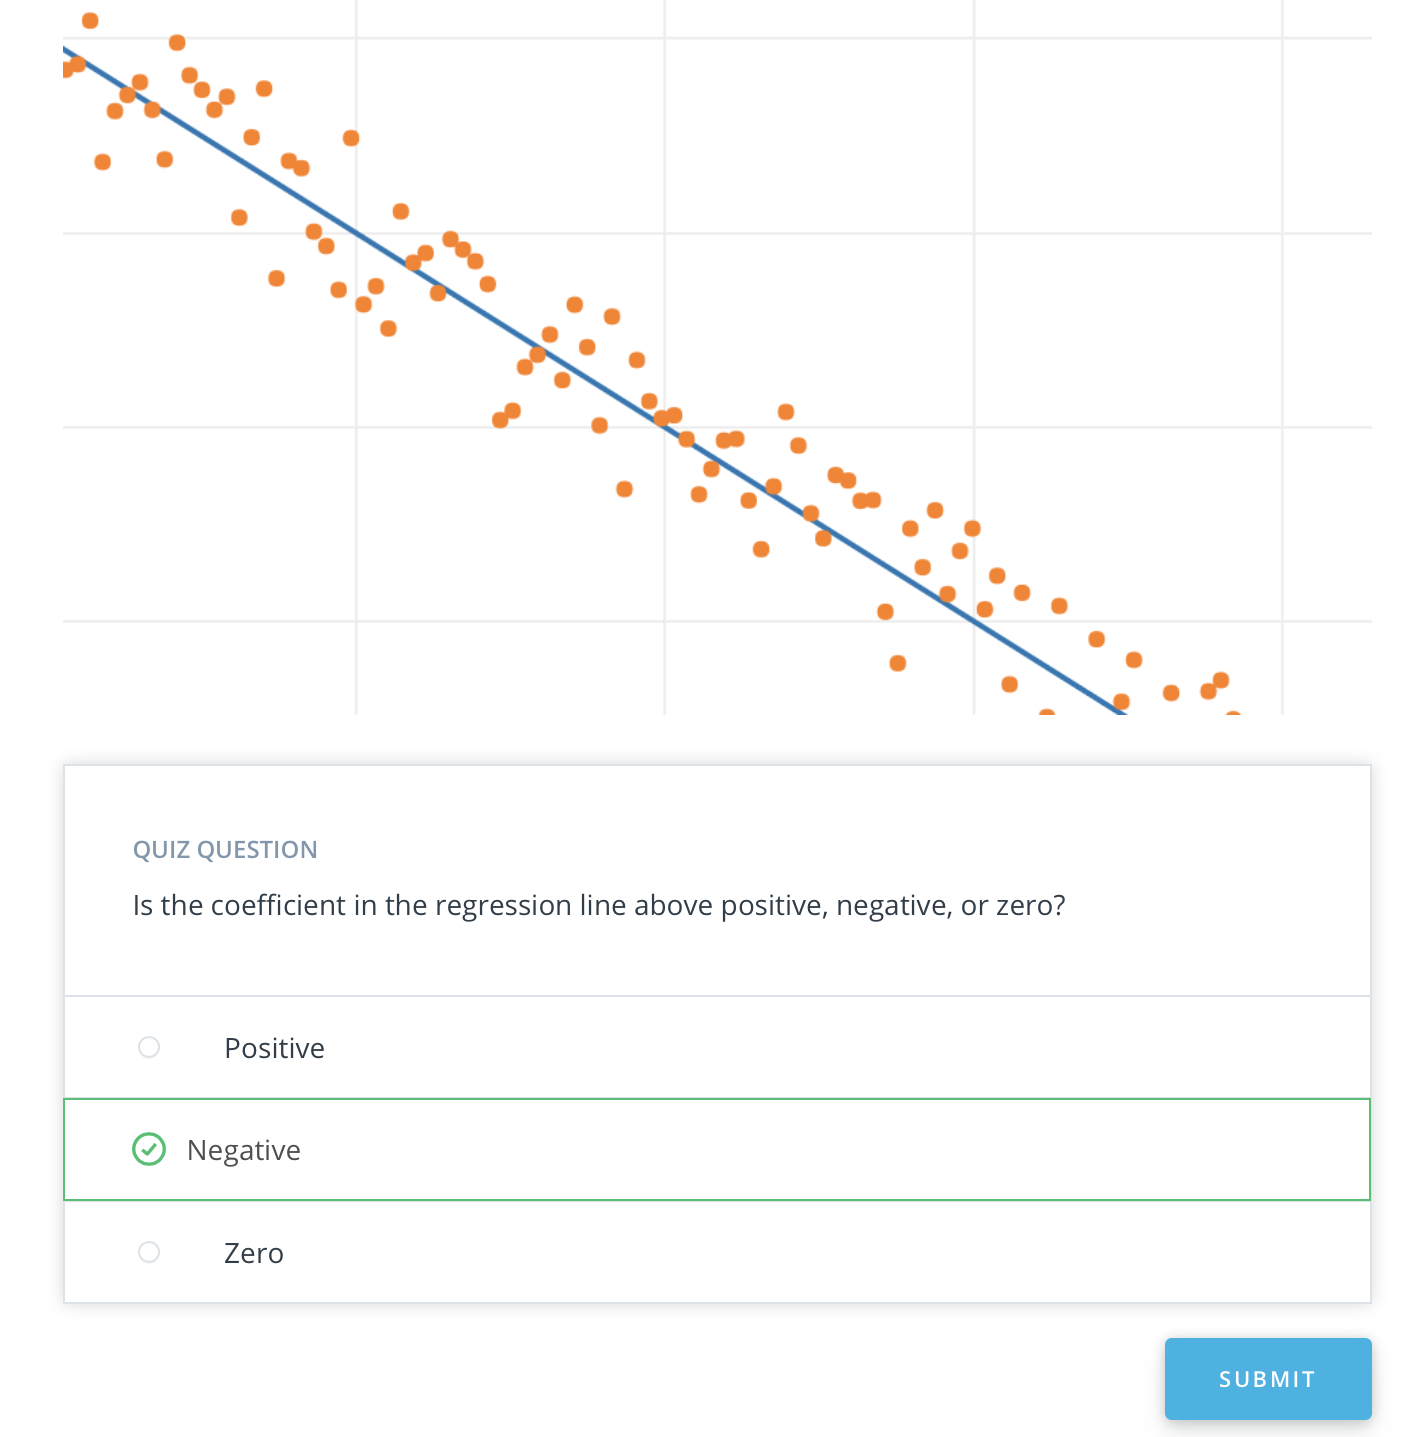 QUIZ QUESTION
Is the coefficient in the regression line above positive, negative, or zero?
Positive
Negative
Zero
SUBMIT